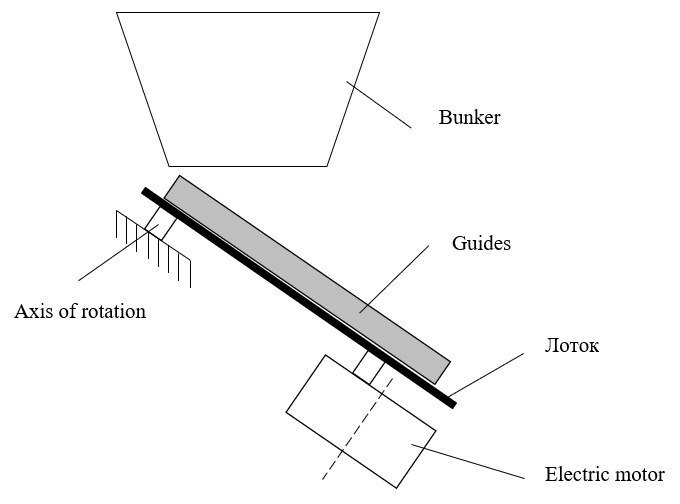 Bunker
Guides
Axis of rotation
Лоток
Electric motor